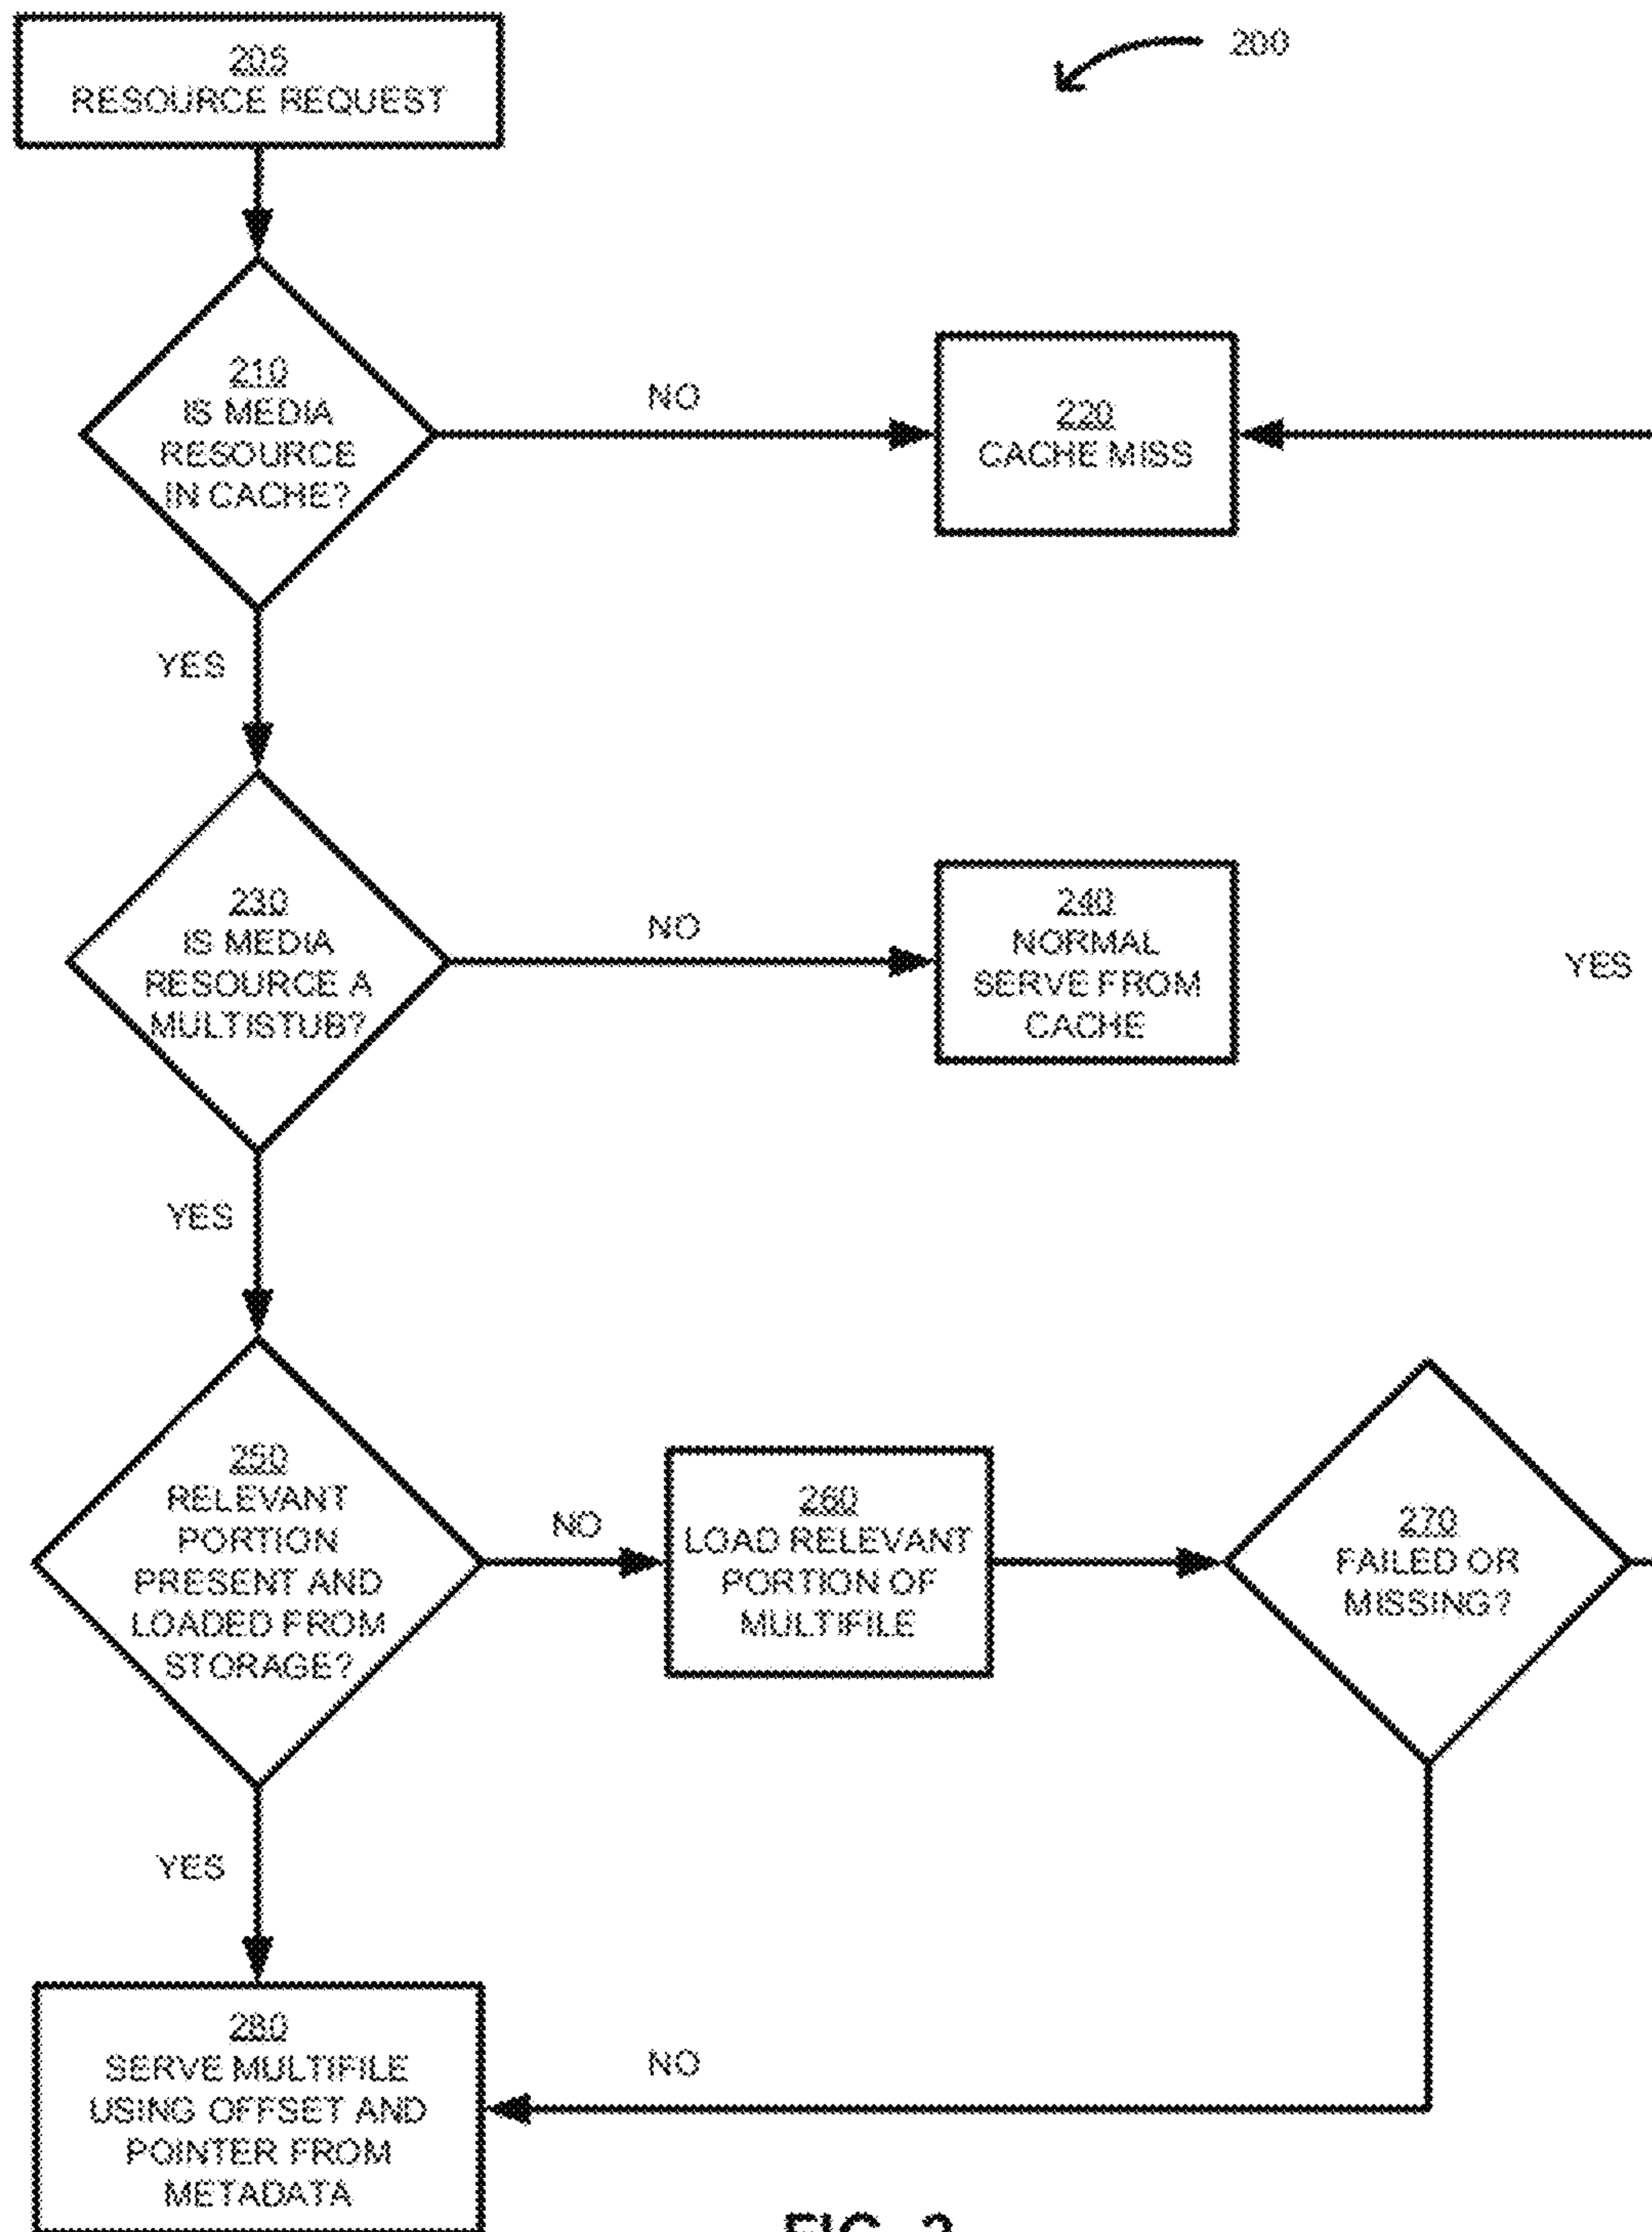 205
RESOURCE REQUEST
200
210
IS MEDIA
RESOURCE
IN CACHE?
NO
220
CACHE MISS
YES
230
IS MEDIA
RESOURCE A
MULTISTUB?
NO
240
NORMAL
SERVE FROM
CACHE
YES
YES
250
RELEVANT
PORTION
PRESENT AND
LOADED FROM
STORAGE?
NO
260
LOAD RELEVANT
PORTION OF
MULTIFILE
270
FAILED OR
MISSING?
YES
280
SERVE MULTIFILE
USING OFFSET AND
POINTER FROM
METADATA
NO
FIG.